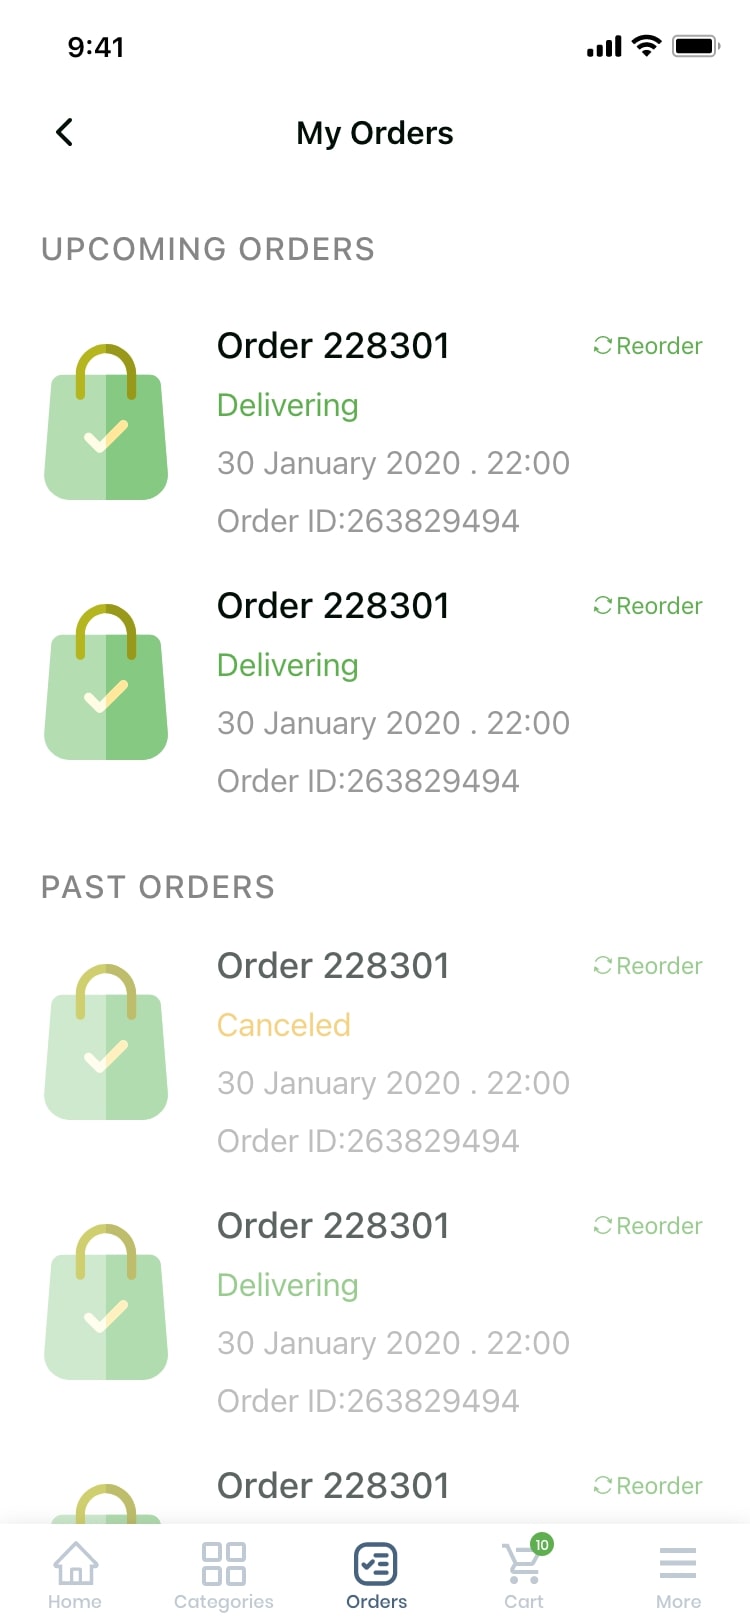 9:41
My Orders
UPCOMING ORDERS
Order 228301
Reorder
Delivering
30 January 2020 . 22:00
Order ID:263829494
Order 228301
Reorder
Delivering
30 January 2020 . 22:00
Order ID:263829494
PAST ORDERS
Order 228301
Reorder
Canceled
30 January 2020 . 22:00
Order ID:263829494
Order 228301
Reorder
Delivering
30 January 2020 . 22:00
Order ID:263829494
Order 228301
Reorder
10
Home
Categories
Orders
Cart
More